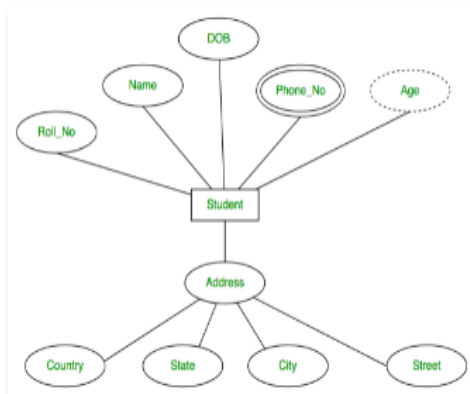 DOB
Name
Phone_No
Age
Roll_No
Student
Address
Country
State
City
Street